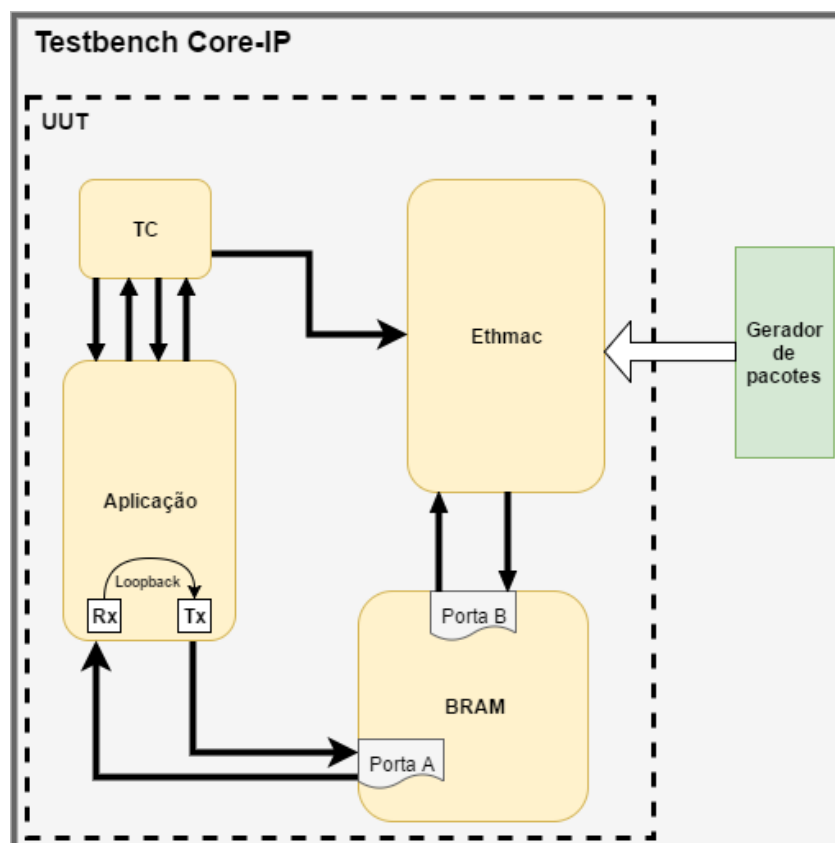 Testbench Core-IP
UUT
TC
Ethmac
Gerador
de
pacotes
Aplicação
Loopback
Rx
Tx
Porta B
BRAM
Porta A